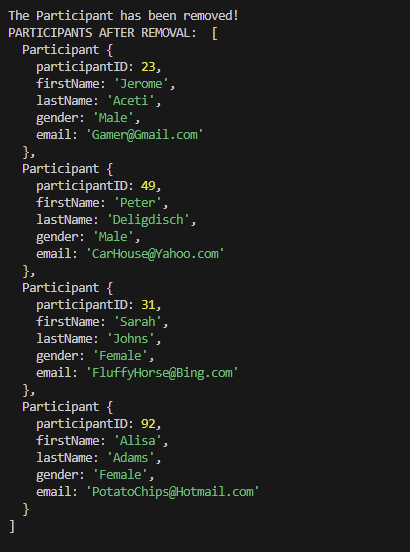 The Participant has been removed!
PARTICIPANTS AFTER REMOVAL:  [
  Participant {
    participantID: 23,
    firstName: 'Jerome',
    lastName: 'Aceti',
    gender: 'Male',
    email: 'Gamer@Gmail.com'
  },
  Participant {
    participantID: 49,
    firstName: 'Peter',
    lastName: 'Deligdisch',
    gender: 'Male',
    email: 'CarHouse@Yahoo.com'
  },
  Participant {
    participantID: 31,
    firstName: 'Sarah',
    lastName: 'Johns',
    gender: 'Female',
    email: 'FluffyHorse@Bing.com'
  },
  Participant {
    participantID: 92,
    firstName: 'Alisa',
    lastName: 'Adams',
    gender: 'Female',
    email: 'PotatoChips@Hotmail.com'
  }
]